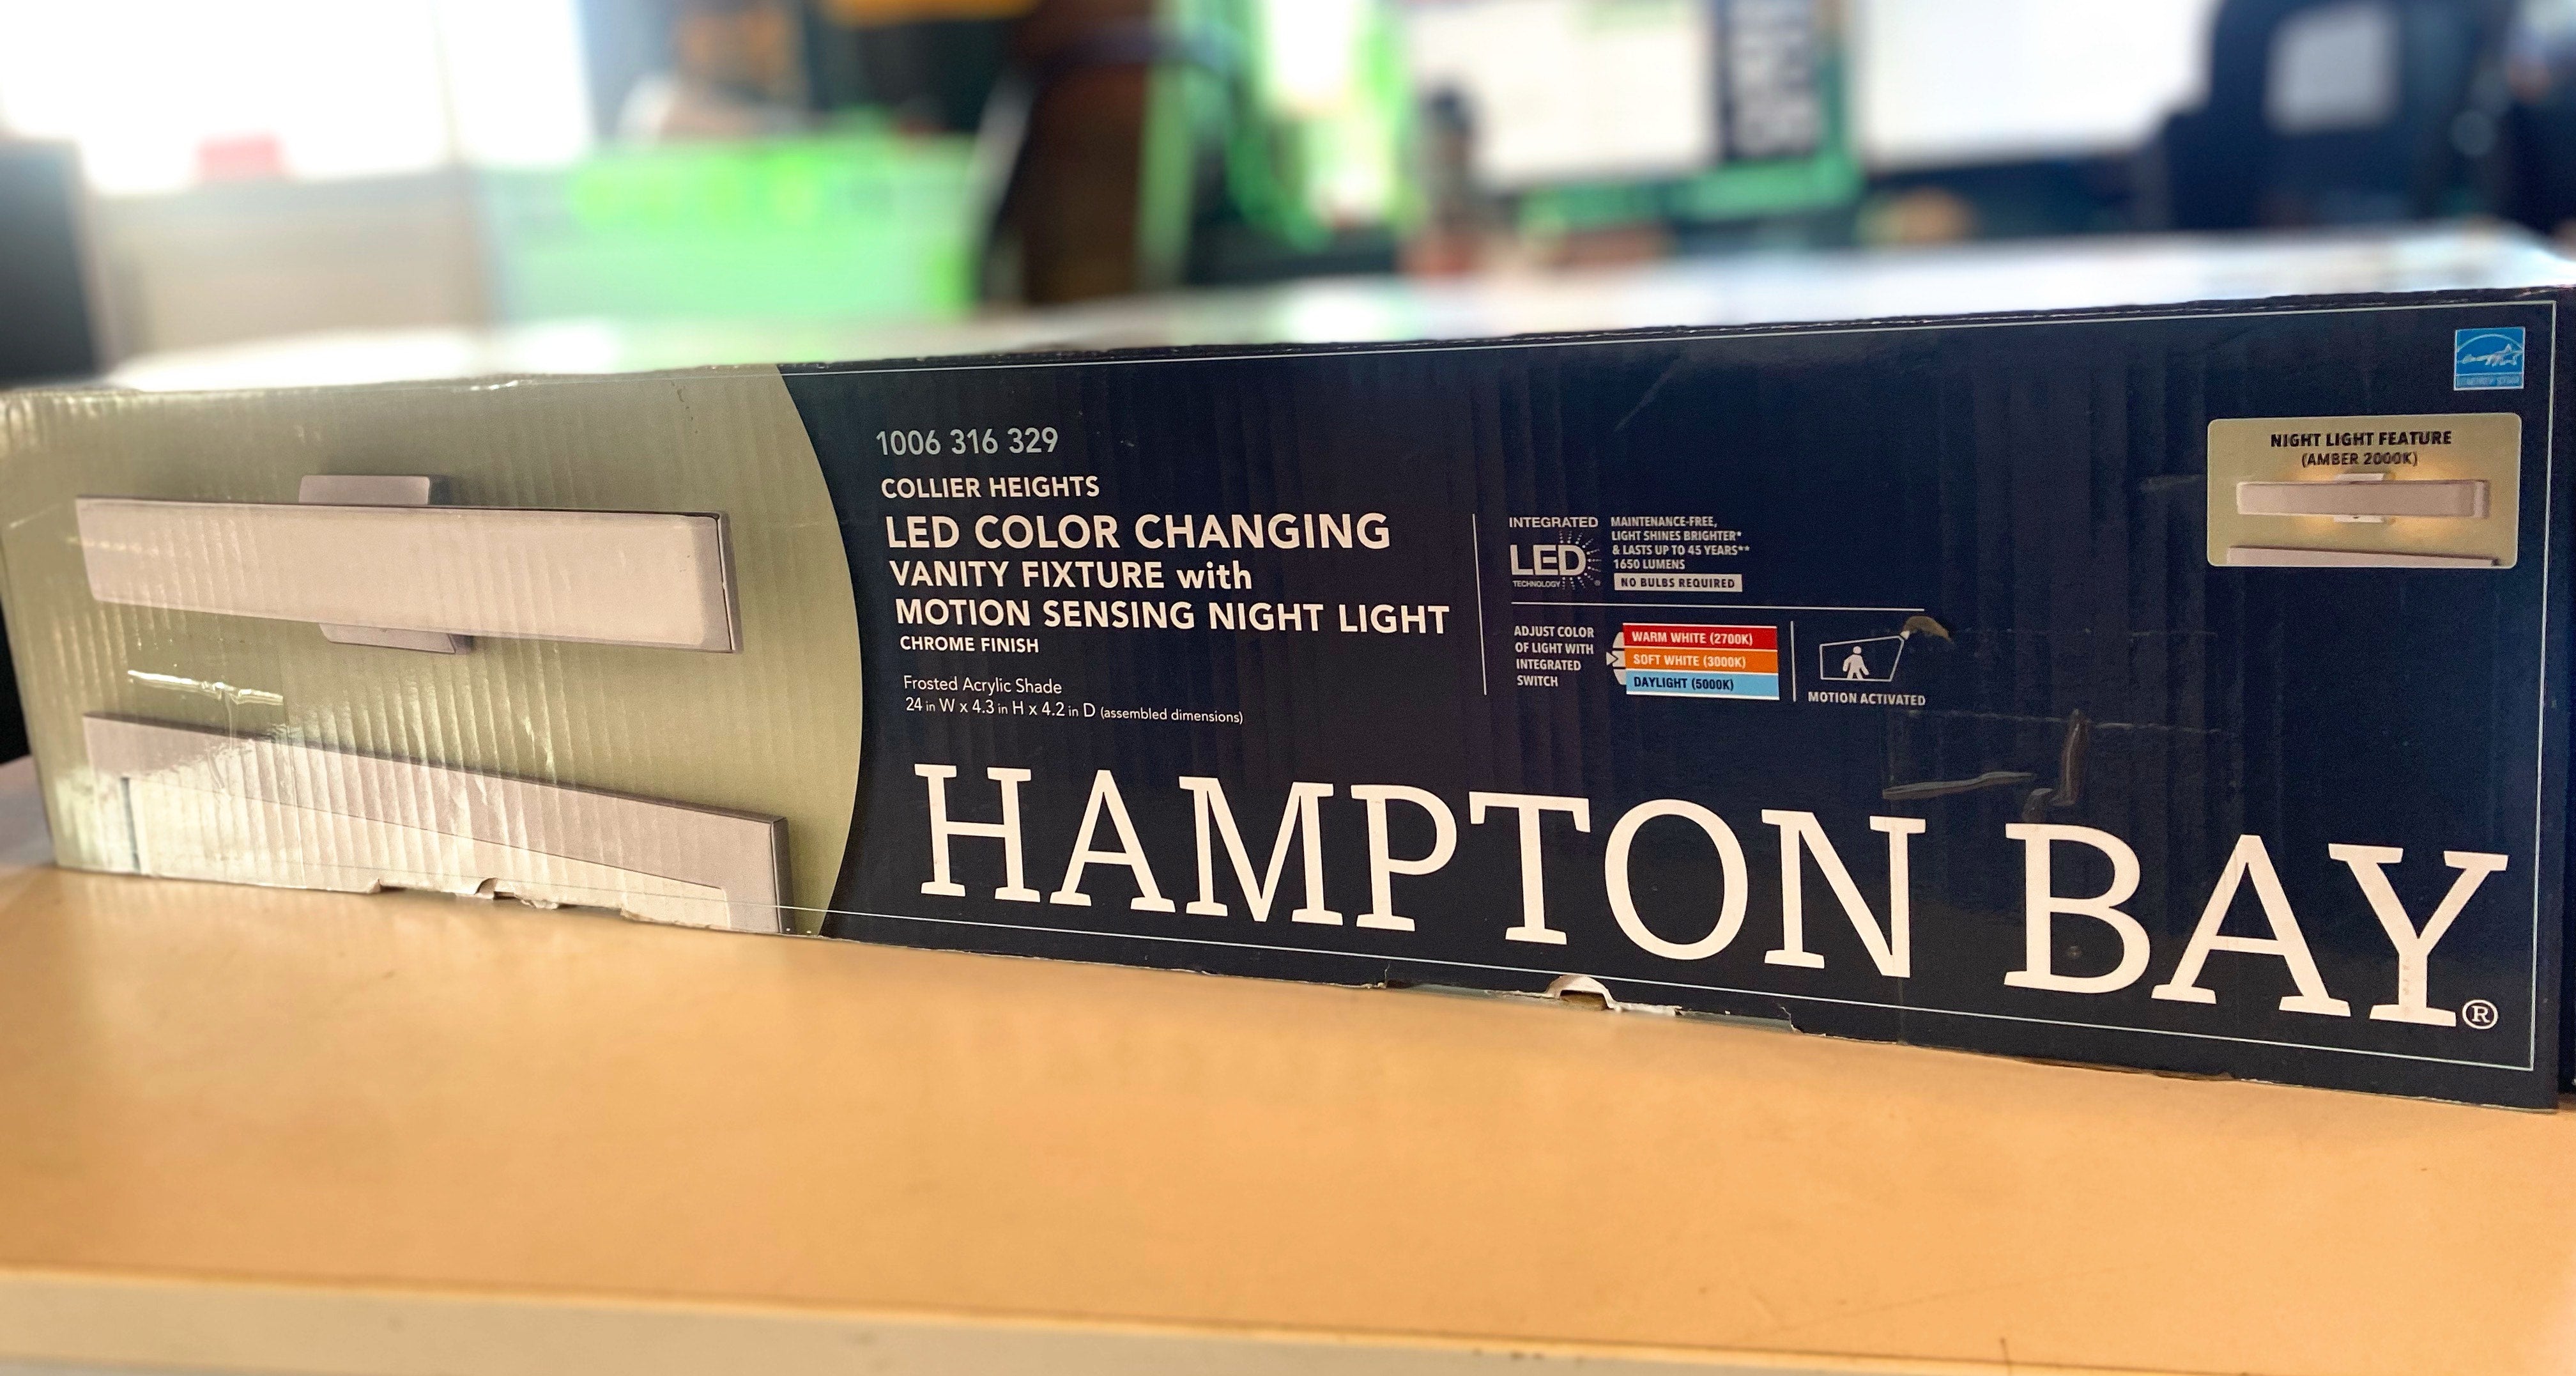 1006 316 329
COLLIER HEIGHTS
LED COLOR CHANGING
VANITY FIXTURE with
MOTION SENSING NIGHT LIGHT
CHROME FINISH
Frosted Acrylic Shade
24 in W x 4.3 in H x 4.2 in D (assembled dimensions)
INTEGRATED
LED
TECHNOLOGY
MAINTENANCE-FREE,
LIGHT SHINES BRIGHTER*
& LASTS UP TO 45 YEARS**
1650 LUMENS
NO BULBS REQUIRED
ADJUST COLOR
OF LIGHT WITH
INTEGRATED
SWITCH
WARM WHITE (2700K)
SOFT WHITE (3000K)
DAYLIGHT (5000K)
MOTION ACTIVATED
NIGHT LIGHT FEATURE
(AMBER 2000K)
HAMPTON BAY®